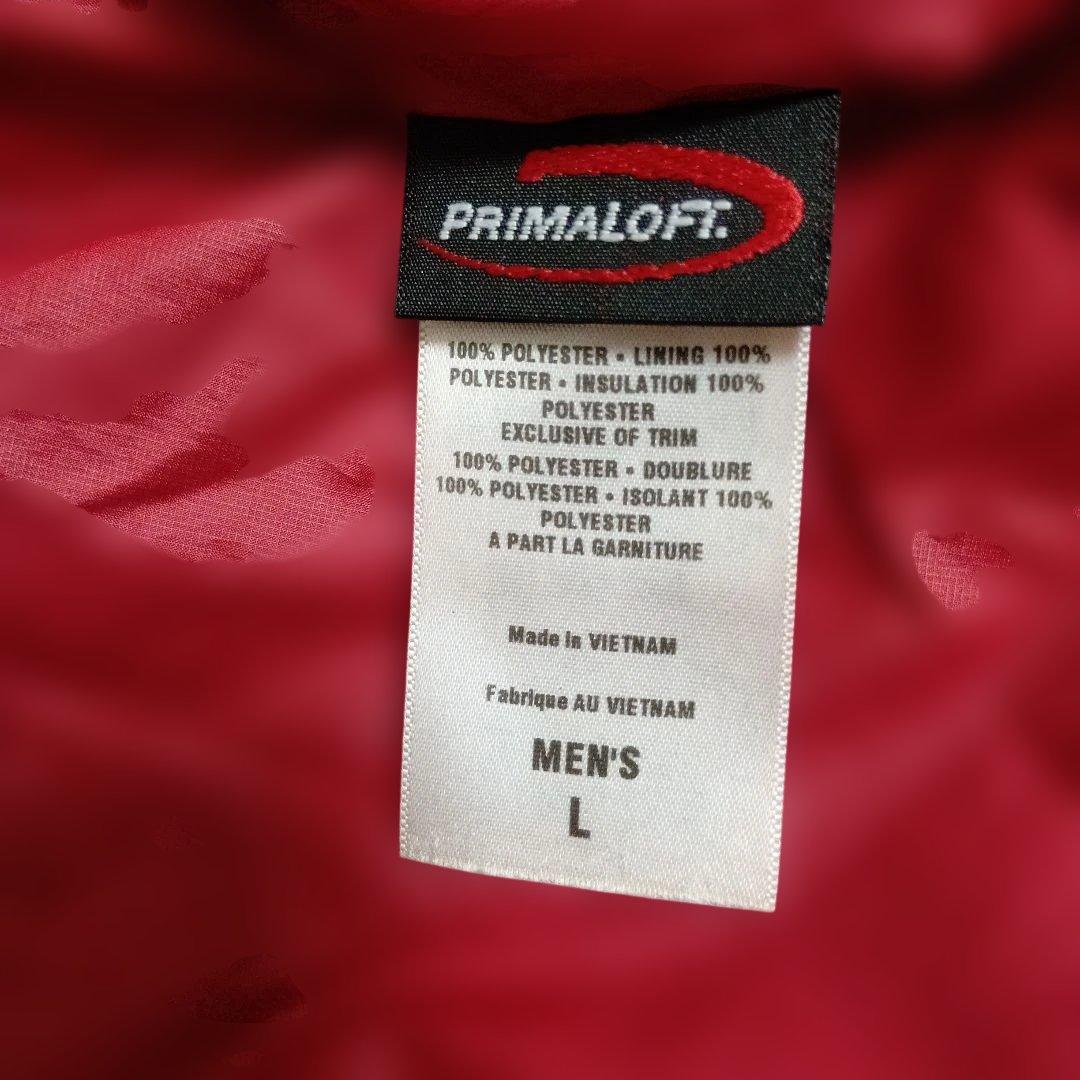 PRIMALOFT.
100% POLYESTER • LINING 100%
POLYESTER • INSULATION 100%
POLYESTER
EXCLUSIVE OF TRIM
100% POLYESTER • DOUBLURE
100% POLYESTER • ISOLANT 100%
POLYESTER
A PART LA GARNITURE
Made in VIETNAM
Fabrique AU VIETNAM
MEN'S
L